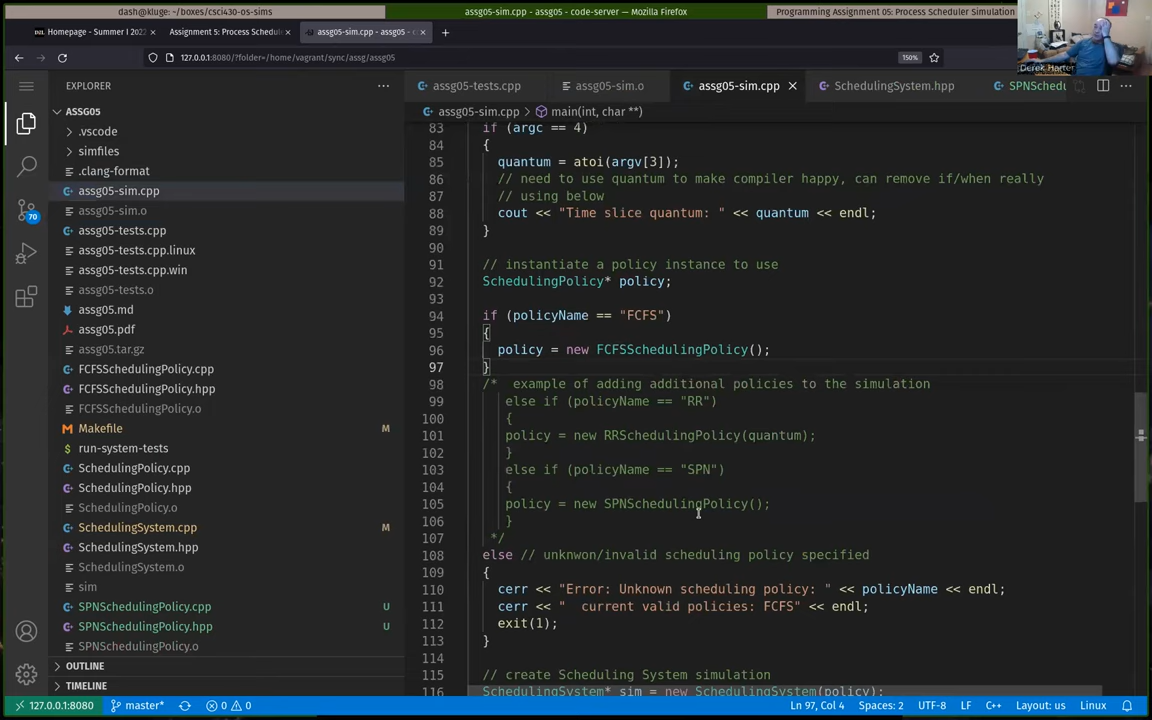 dash@kluge: ~/boxes/csci430-os-sims
assg05-sim.cpp - assg05 - code-server — Mozilla Firefox
Programming Assignment 05: Process Scheduler Simulation
Homepage - Summer I 2022
Assignment 5: Process Schedule
assg05-sim.cpp - assg05 - c
127.0.0.1:8080/?folder=/home/vagrant/sync/assg/assg05
150%
Derek Harter
EXPLORER
assg05-tests.cpp
assg05-sim.o
assg05-sim.cpp
SchedulingSystem.hpp
SPNSchedu
assg05-sim.cpp > main(int, char **)
ASSG05
.vscode
simfiles
.clang-format
assg05-sim.cpp
assg05-sim.o
assg05-tests.cpp
assg05-tests.cpp.linux
assg05-tests.cpp.win
assg05-tests.o
assg05.md
assg05.pdf
assg05.tar.gz
FCFSSchedulingPolicy.cpp
FCFSSchedulingPolicy.hpp
FCFSSchedulingPolicy.o
Makefile M
run-system-tests
SchedulingPolicy.cpp
SchedulingPolicy.hpp
SchedulingPolicy.o
SchedulingSystem.cpp M
SchedulingSystem.hpp
SchedulingSystem.o
sim
SPNSchedulingPolicy.cpp U
SPNSchedulingPolicy.hpp U
SPNSchedulingPolicy.o
OUTLINE
TIMELINE
70
83 if (argc == 4)
84 {
85 quantum = atoi(argv[3]);
86 // need to use quantum to make compiler happy, can remove if/when really
87 // using below
88 cout << "Time slice quantum: " << quantum << endl;
89 }
90
91 // instantiate a policy instance to use
92 SchedulingPolicy* policy;
93
94 if (policyName == "FCFS")
95 {
96 policy = new FCFSSchedulingPolicy();
97 }
98 /* example of adding additional policies to the simulation
99 else if (policyName == "RR")
100 {
101 policy = new RRSchedulingPolicy(quantum);
102 }
103 else if (policyName == "SPN")
104 {
105 policy = new SPNSchedulingPolicy();
106 }
107 */
108 else // unknwon/invalid scheduling policy specified
109 {
110 cerr << "Error: Unknown scheduling policy: " << policyName << endl;
111 cerr << "  current valid policies: FCFS" << endl;
112 exit(1);
113 }
114
115 // create Scheduling System simulation
116 SchedulingSystem* sim = new SchedulingSystem(policy);
127.0.0.1:8080
master*
0 0
0
Ln 97, Col 4
Spaces: 2
UTF-8
LF
C++
Layout: us
Linux